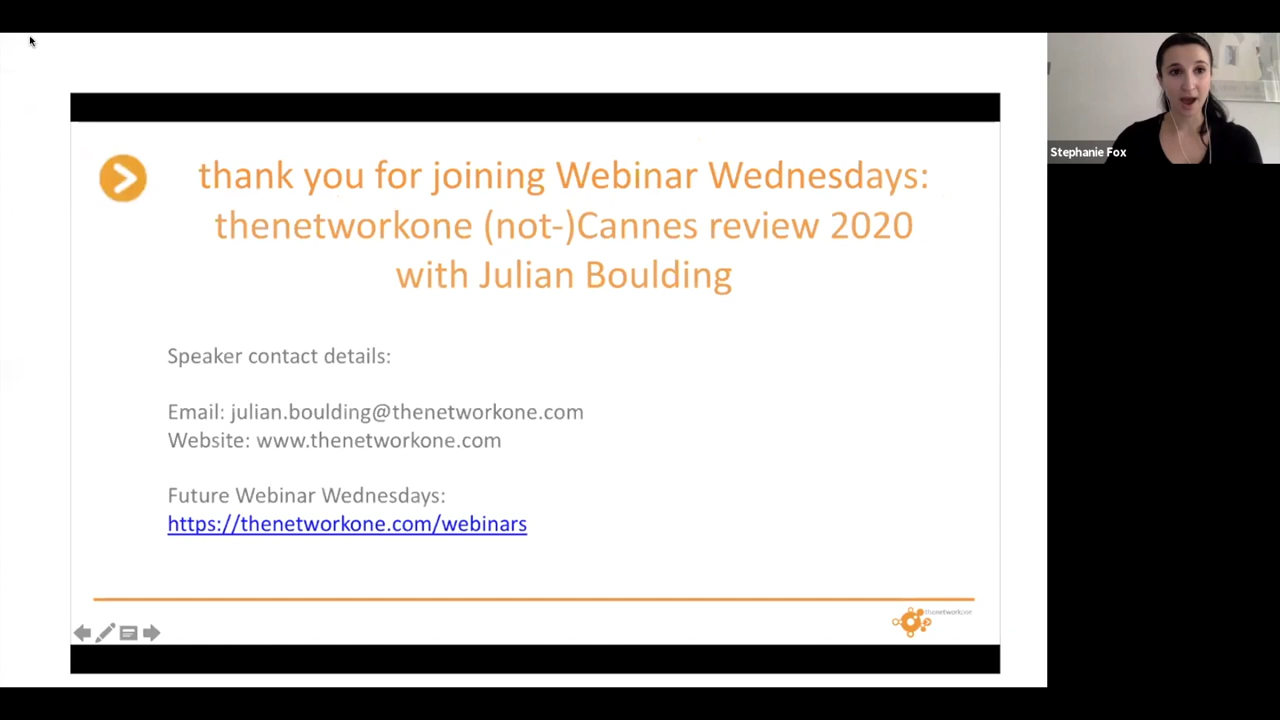 thank you for joining Webinar Wednesdays:
thenetworkone (not-)Cannes review 2020
with Julian Boulding
Speaker contact details:
Email: julian.boulding@thenetworkone.com
Website: www.thenetworkone.com
Future Webinar Wednesdays:
https://thenetworkone.com/webinars
thenetworkone
Stephanie Fox